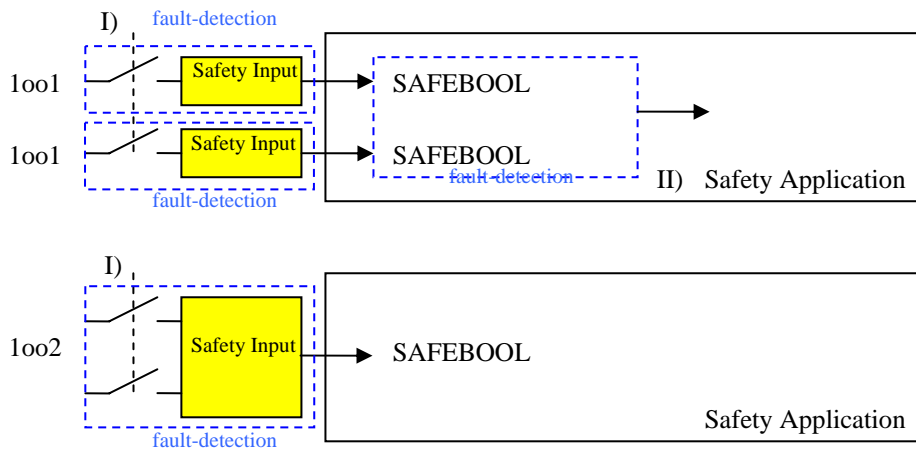 I)
fault-detection
1oo1
Safety Input
SAFEBOOL
1oo1
Safety Input
SAFEBOOL
fault-detection
fault-detection
II)
Safety Application
I)
1oo2
Safety Input
SAFEBOOL
Safety Application
fault-detection